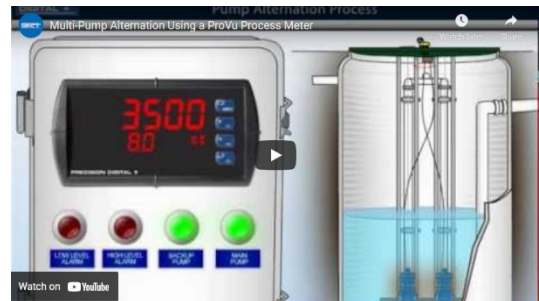 DIGITAL
Pump Alternation Process
Multi-Pump Alternation Using a ProVu Process Meter
Watch later
Share
3500
8.0
PRECISION DIGITAL
LOW LEVEL
ALARM
HIGH LEVEL
ALARM
BACKUP
PUMP
MAIN
PUMP
Watch on YouTube